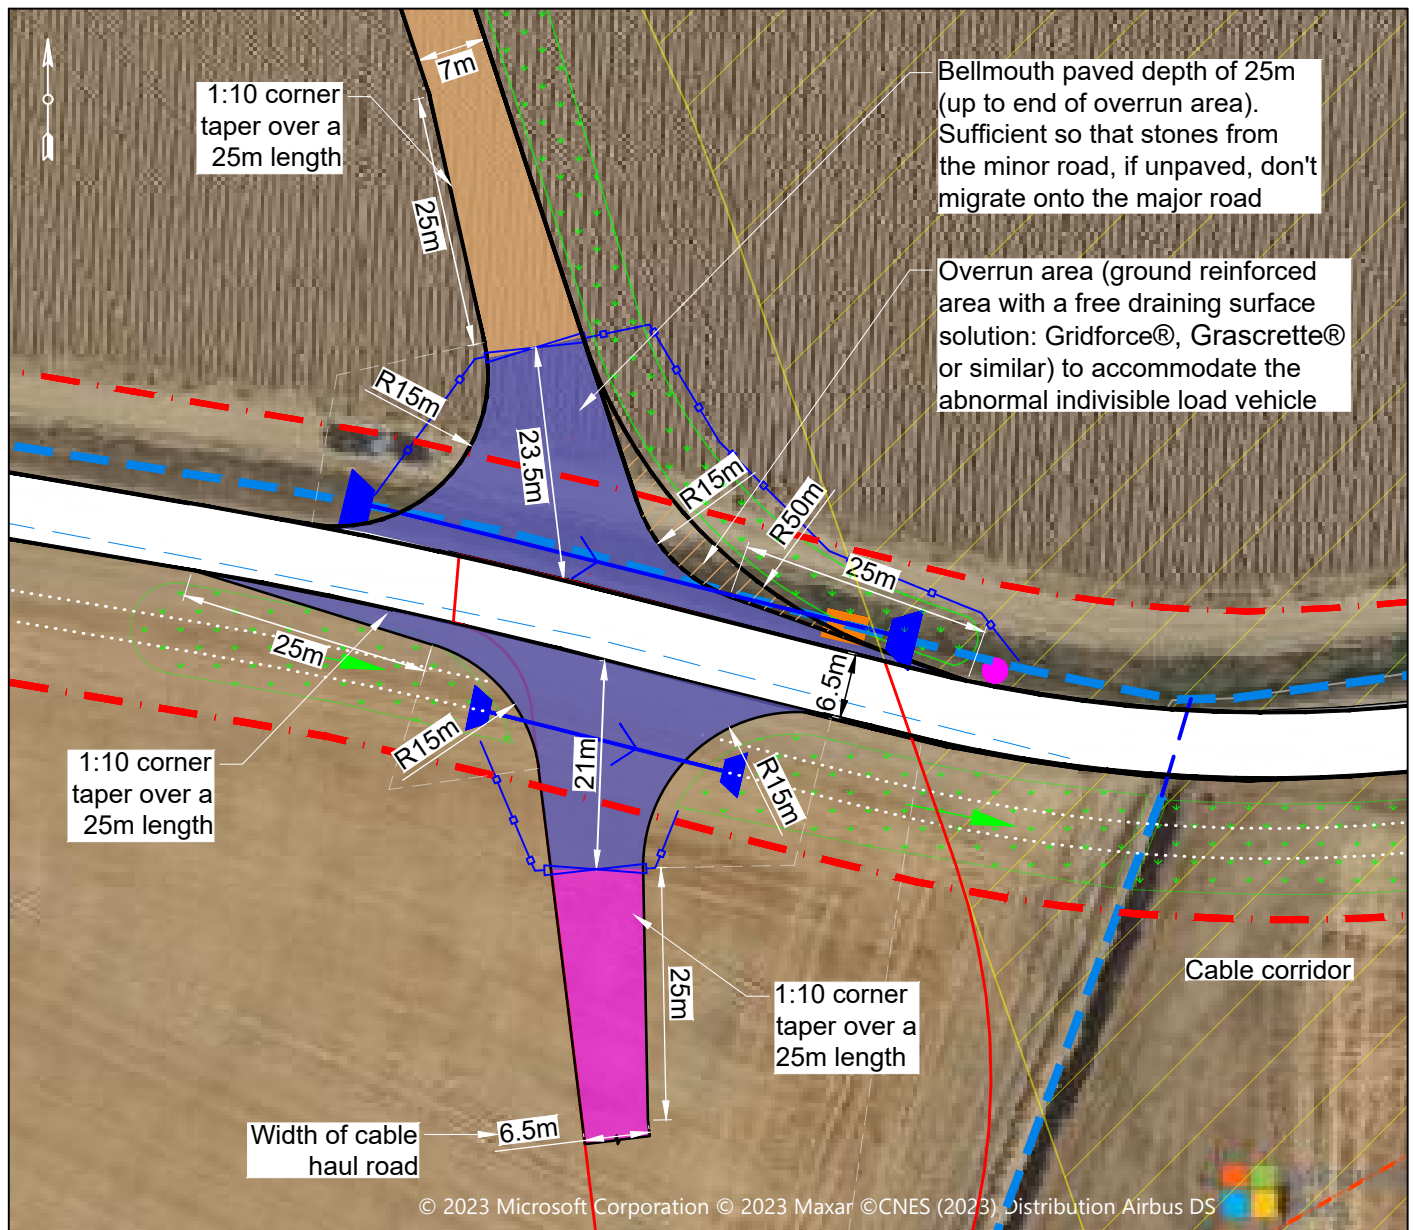 7m
1:10 corner
taper over a
25m length
25m
Bellmouth paved depth of 25m
(up to end of overrun area).
Sufficient so that stones from
the minor road, if unpaved, don't
migrate onto the major road
Overrun area (ground reinforced
area with a free draining surface
solution: Gridforce®, Grascrette®
or similar) to accommodate the
abnormal indivisible load vehicle
R15m
23.5m
R15m
R50m
25m
25m
6.5m
R15m
21m
R15m
1:10 corner
taper over a
25m length
Cable corridor
25m
1:10 corner
taper over a
25m length
Width of cable
haul road
6.5m
© 2023 Microsoft Corporation © 2023 Maxar ©CNES (2023) Distribution Airbus DS